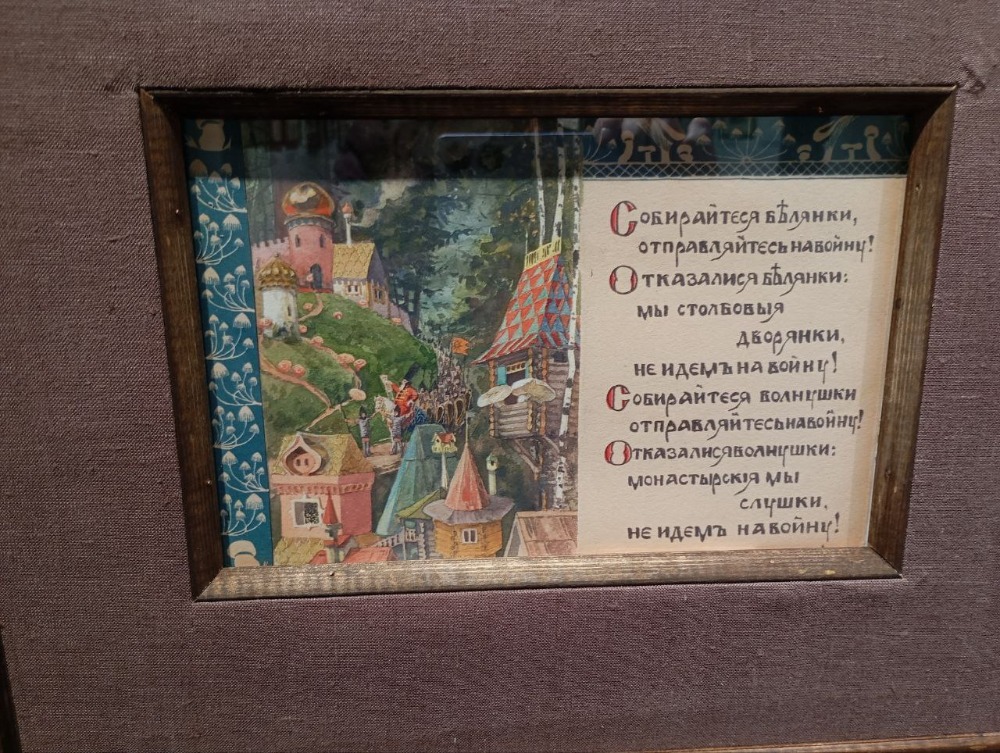 Собирайтеся бѣлянки,
отправляйтесь на войну!
Отказалися бѣлянки:
мы столбовыя
дворянки,
не идемъ на войну!
Собирайтеся волнушки
отправляйтесь на войну!
Отказалися волнушки:
монастырскія мы
слушки,
не идемъ на войну!